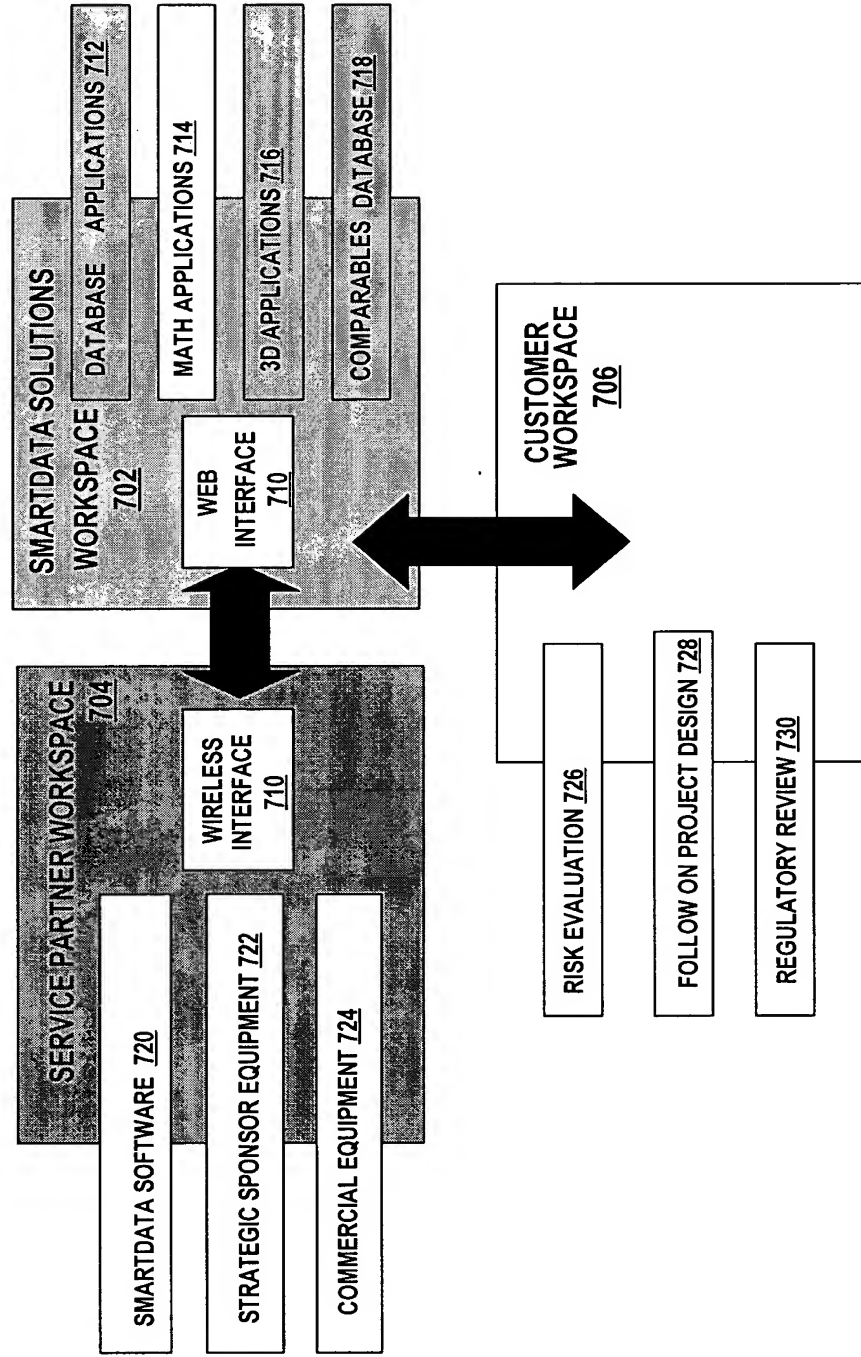 SERVICE PARTNER WORKSPACE
704
SMARTDATA SOFTWARE 720
STRATEGIC SPONSOR EQUIPMENT 722
COMMERCIAL EQUIPMENT 724
WIRELESS
INTERFACE
710
SMARTDATA SOLUTIONS
WORKSPACE
702
WEB
INTERFACE
710
DATABASE APPLICATIONS 712
MATH APPLICATIONS 714
3D APPLICATIONS 716
COMPARABLES DATABASE 718
CUSTOMER
WORKSPACE
706
RISK EVALUATION 726
FOLLOW ON PROJECT DESIGN 728
REGULATORY REVIEW 730